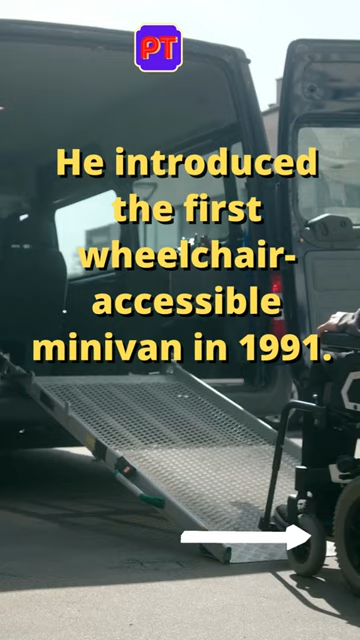 PT
He introduced
the first
wheelchair-
accessible
minivan in 1991.